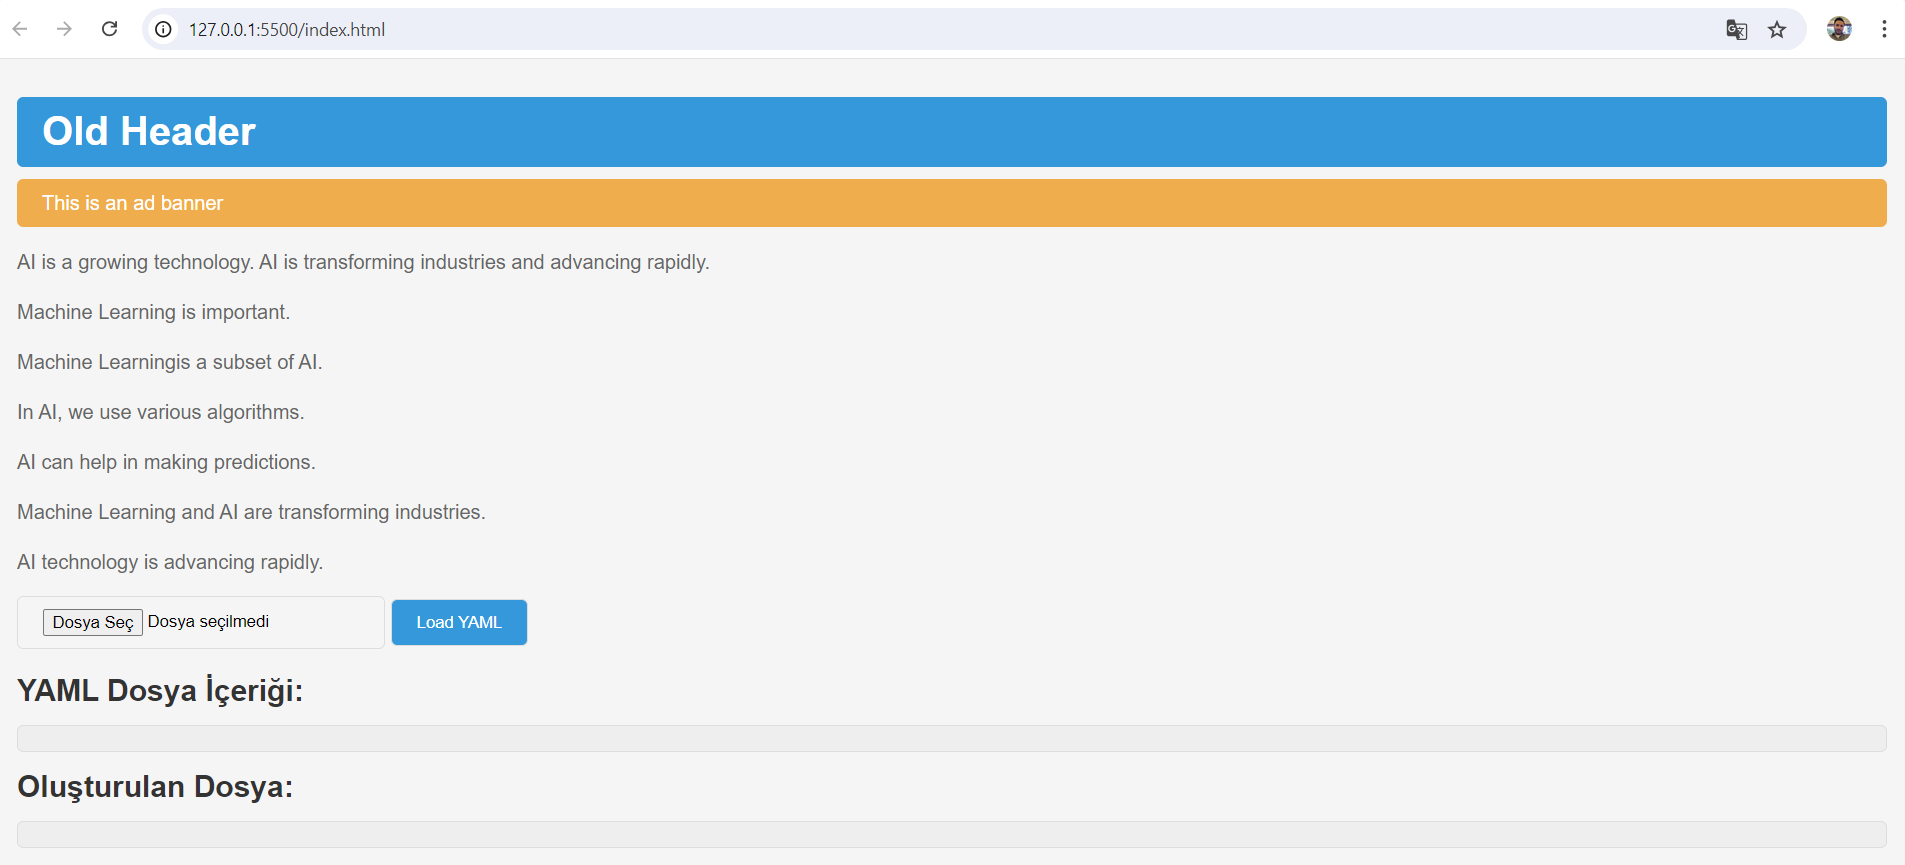 127.0.0.1:5500/index.html
Old Header
This is an ad banner
AI is a growing technology. AI is transforming industries and advancing rapidly.
Machine Learning is important.
Machine Learningis a subset of AI.
In AI, we use various algorithms.
AI can help in making predictions.
Machine Learning and AI are transforming industries.
AI technology is advancing rapidly.
Dosya Seç Dosya seçilmedi Load YAML
YAML Dosya İçeriği:
Oluşturulan Dosya: